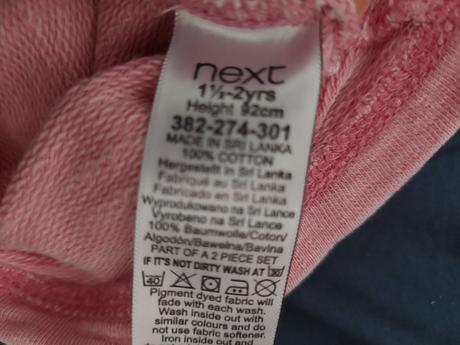 next
1½-2yrs
Height 92cm
382-274-301
MADE IN SRI LANKA
100% COTTON
Hergestellt in Sri Lanka
Fabriqué au Sri Lanka
Fabricado en Sri Lanka
Wyprodukowano na Sri Lance
Vyrobeno na Sri Lance
100% Baumwolle/Coton/
Algodón/Bawełna/Bavlna
PART OF A 2 PIECE SET
IF IT'S NOT DIRTY WASH AT 30
40
Pigment dyed fabric will
fade with each wash.
Wash inside out with
similar colours and do
not use fabric softener.
Iron inside out and